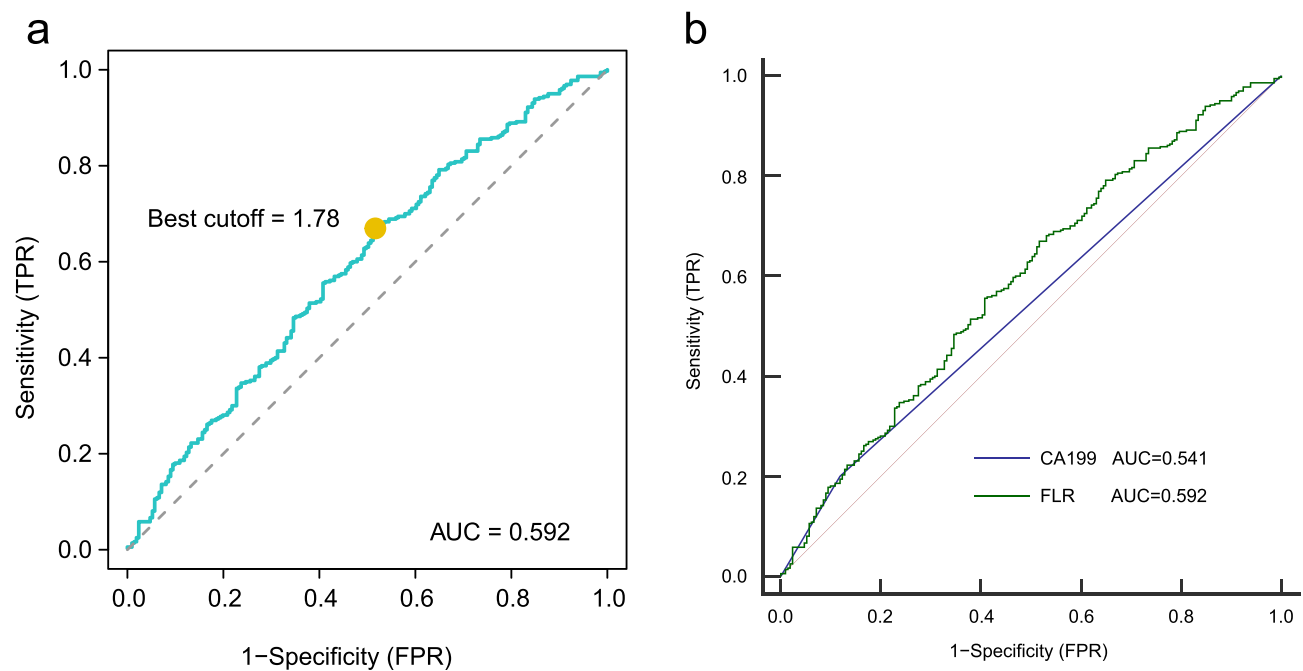 a
1.0
0.8
0.6
0.4
0.2
0.0
Sensitivity (TPR)
Best cutoff = 1.78
AUC = 0.592
0.0 0.2 0.4 0.6 0.8 1.0
1−Specificity (FPR)
b
1.0
0.8
0.6
0.4
0.2
0.0
Sensitivity (TPR)
CA199 AUC=0.541
FLR AUC=0.592
0.0 0.2 0.4 0.6 0.8 1.0
1−Specificity (FPR)